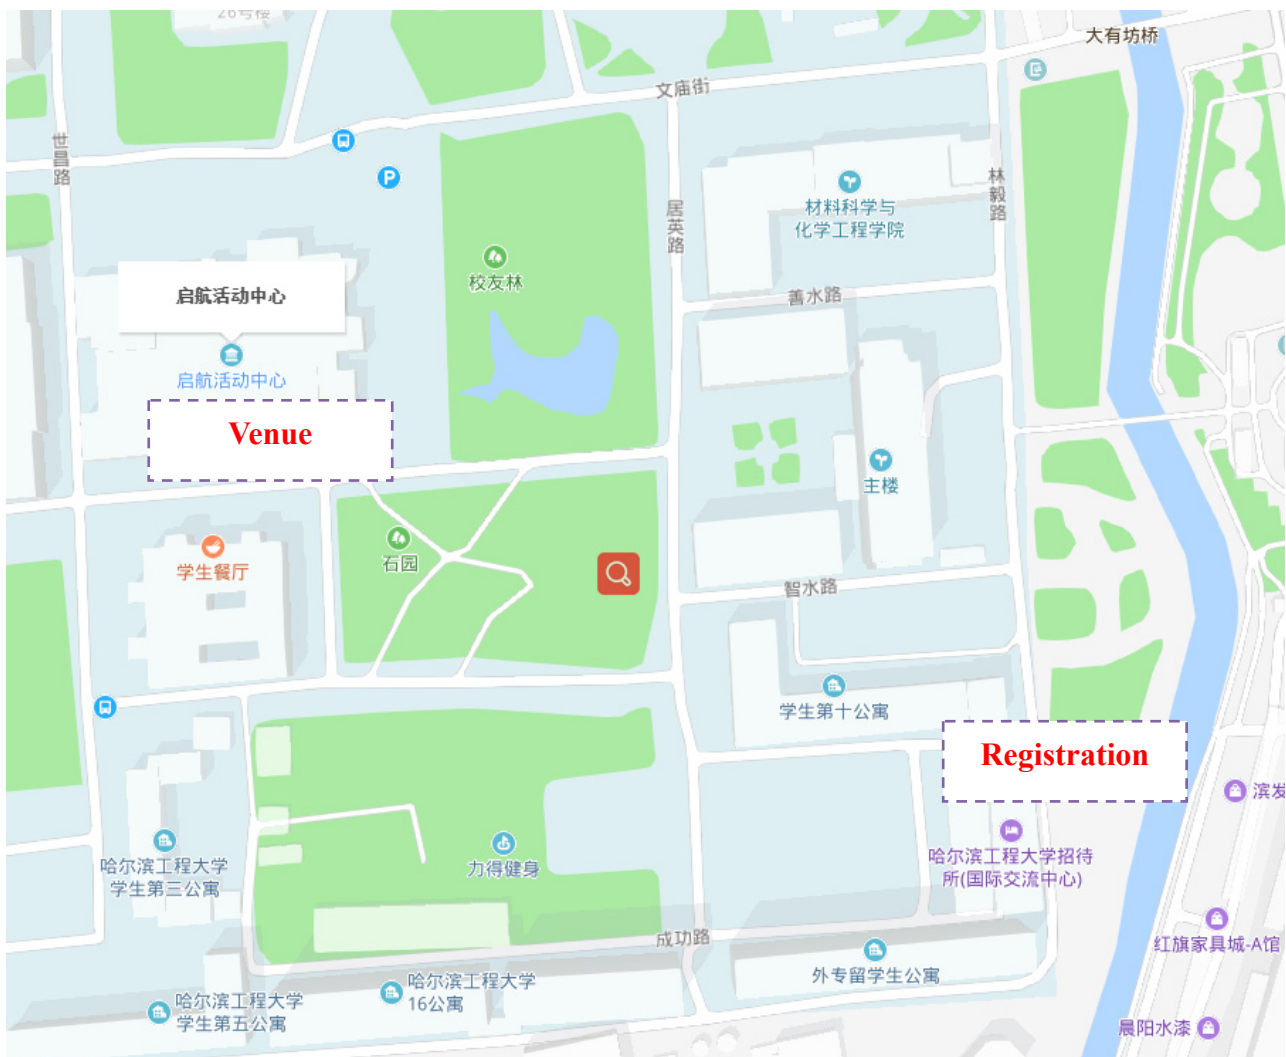 26号楼
大有坊桥
文庙街
世昌路
林毅路
材料科学与
化学工程学院
居英路
校友林
善水路
启航活动中心
启航活动中心
Venue
主楼
石园
学生餐厅
智水路
学生第十公寓
Registration
滨发
哈尔滨工程大学
学生第三公寓
力得健身
哈尔滨工程大学招待
所(国际交流中心)
成功路
红旗家具城-A馆
外专留学生公寓
哈尔滨工程大学
16公寓
哈尔滨工程大学
学生第五公寓
晨阳水漆